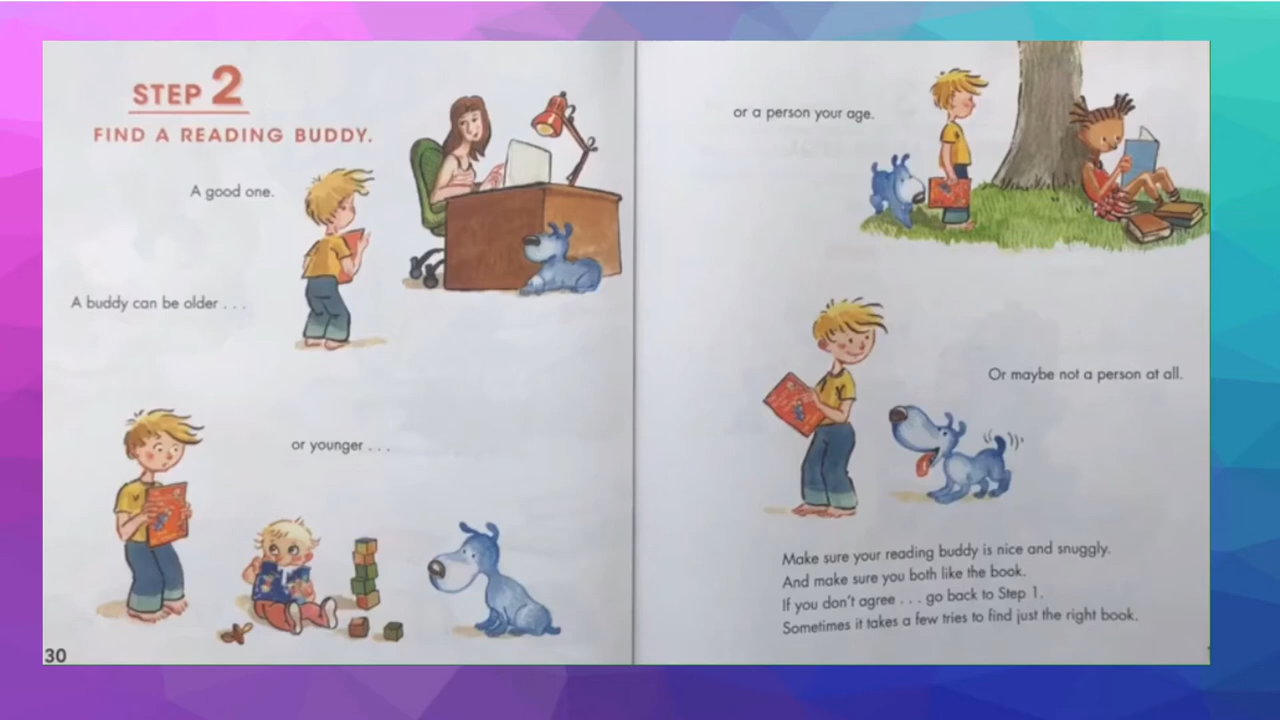 STEP 2
FIND A READING BUDDY.
A good one.
A buddy can be older . . .
or younger . . .
30
or a person your age.
Or maybe not a person at all.
Make sure your reading buddy is nice and snuggly.
And make sure you both like the book.
If you don't agree . . . go back to Step 1.
Sometimes it takes a few tries to find just the right book.